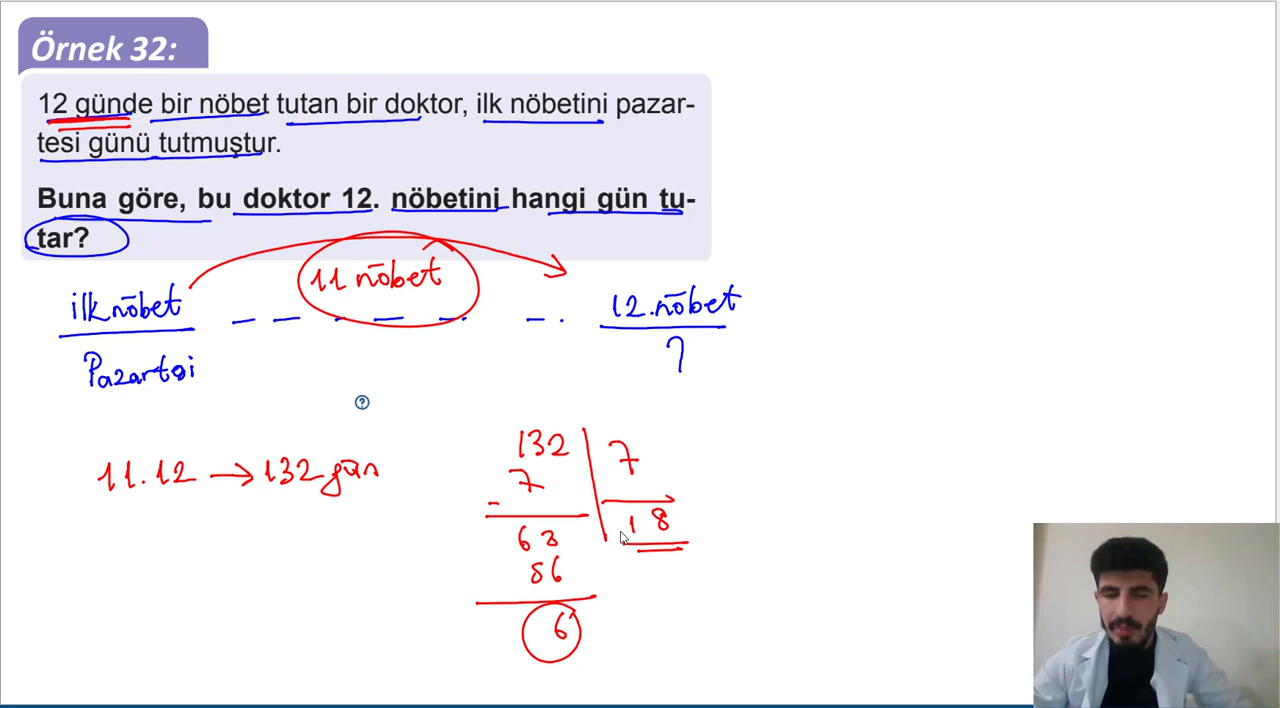 Örnek 32:
12 günde bir nöbet tutan bir doktor, ilk nöbetini pazar-
tesi günü tutmuştur.
Buna göre, bu doktor 12. nöbetini hangi gün tu-
tar?
11 nöbet
ilk nöbet
12. nöbet
Pazartesi
?
?
11.12 → 132 gün
132 7
- 7
18
63
56
6